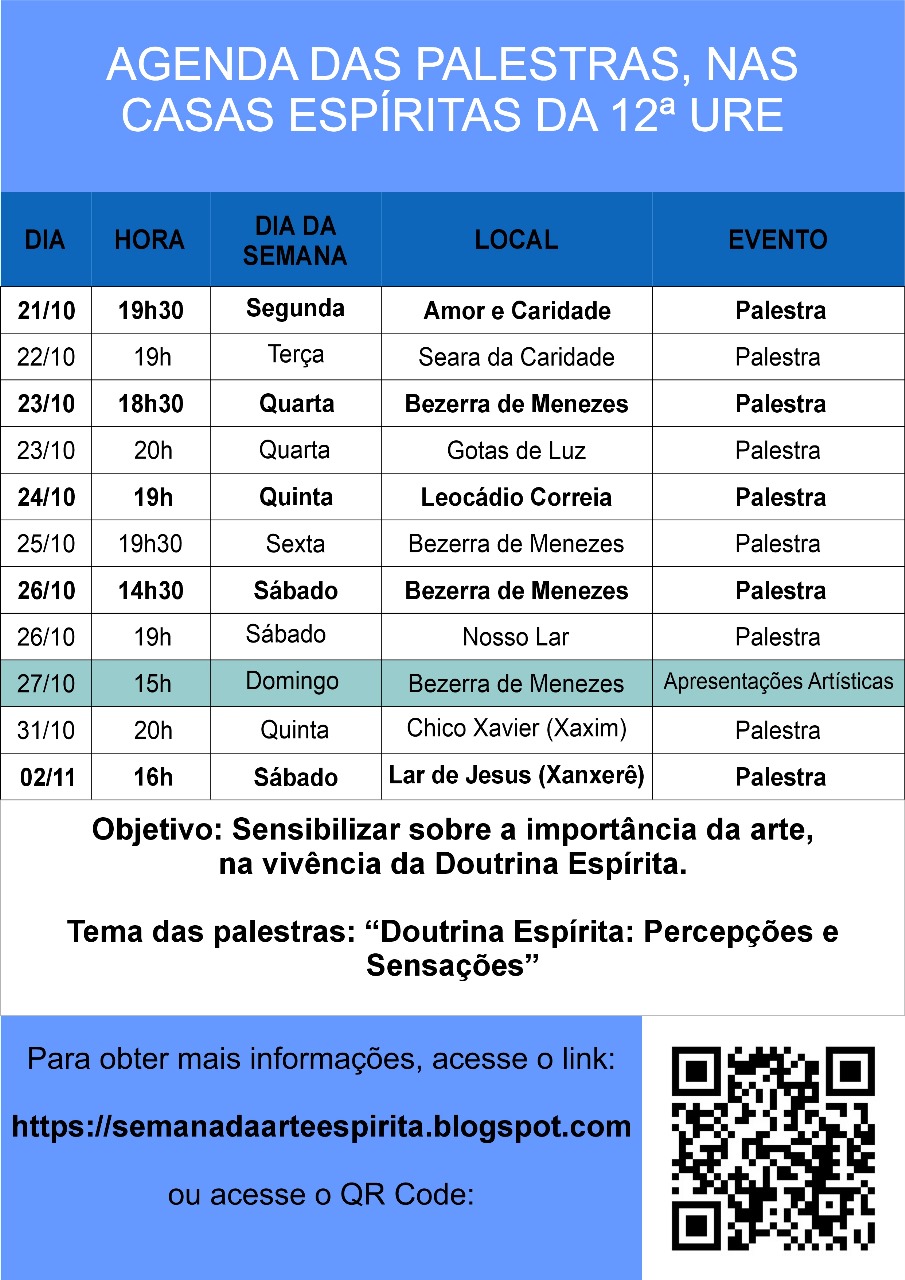 AGENDA DAS PALESTRAS, NAS
CASAS ESPÍRITAS DA 12ª URE
DIA HORA DIA DA SEMANA LOCAL EVENTO
21/10 19h30 Segunda Amor e Caridade Palestra
22/10 19h Terça Seara da Caridade Palestra
23/10 18h30 Quarta Bezerra de Menezes Palestra
23/10 20h Quarta Gotas de Luz Palestra
24/10 19h Quinta Leocádio Correia Palestra
25/10 19h30 Sexta Bezerra de Menezes Palestra
26/10 14h30 Sábado Bezerra de Menezes Palestra
26/10 19h Sábado Nosso Lar Palestra
27/10 15h Domingo Bezerra de Menezes Apresentações Artísticas
31/10 20h Quinta Chico Xavier (Xaxim) Palestra
02/11 16h Sábado Lar de Jesus (Xanxerê) Palestra
Objetivo: Sensibilizar sobre a importância da arte,
na vivência da Doutrina Espírita.
Tema das palestras: “Doutrina Espírita: Percepções e
Sensações”
Para obter mais informações, acesse o link:
https://semanadaarteespirita.blogspot.com
ou acesse o QR Code: